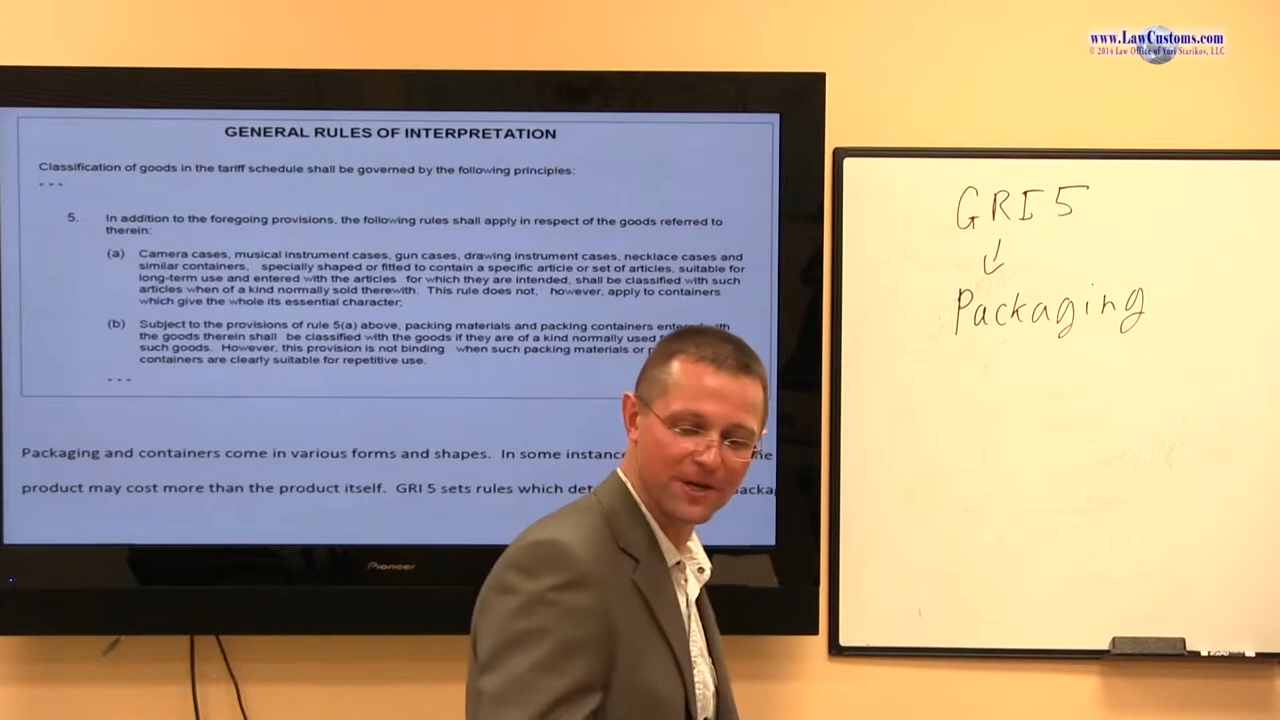 www.LawCustoms.com
© 2014 Law Office of Yuri Starikov, LLC
GENERAL RULES OF INTERPRETATION
Classification of goods in the tariff schedule shall be governed by the following principles:
* * *
5. In addition to the foregoing provisions, the following rules shall apply in respect of the goods referred to
therein:
(a) Camera cases, musical instrument cases, gun cases, drawing instrument cases, necklace cases and
similar containers, specially shaped or fitted to contain a specific article or set of articles, suitable for
long-term use and entered with the articles for which they are intended, shall be classified with such
articles when of a kind normally sold therewith. This rule does not, however, apply to containers
which give the whole its essential character;
(b) Subject to the provisions of rule 5(a) above, packing materials and packing containers entered with
the goods therein shall be classified with the goods if they are of a kind normally used
such goods. However, this provision is not binding when such packing materials or
containers are clearly suitable for repetitive use.
* * *
Packaging and containers come in various forms and shapes. In some
product may cost more than the product itself. GRI 5 sets rules which
Pioneer
GRI 5
Packaging